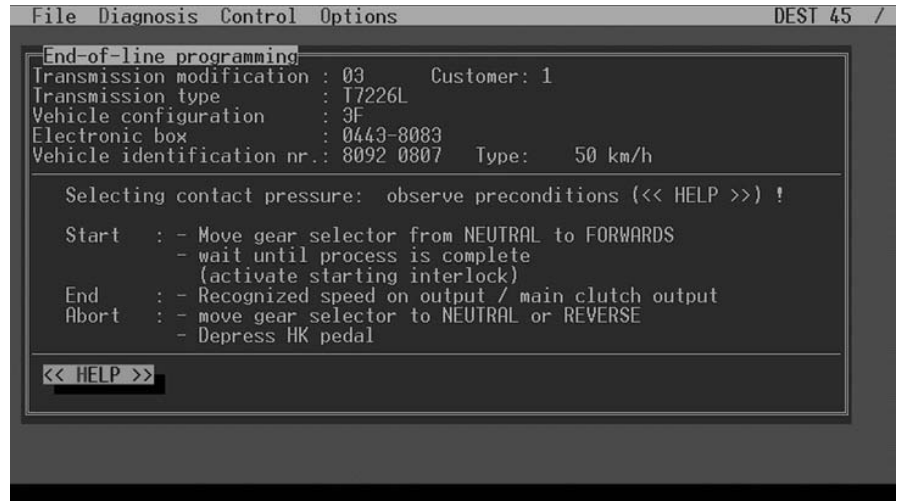 File Diagnosis Control Options DEST 45 /
End-of-line programming
Transmission modification : 03 Customer: 1
Transmission type : T7226L
Vehicle configuration : 3F
Electronic box : 0443-8083
Vehicle identification nr.: 8092 0807 Type: 50 km/h
Selecting contact pressure: observe preconditions (<< HELP >>) !
Start : - Move gear selector from NEUTRAL to FORWARDS
- wait until process is complete
(activate starting interlock)
End : - Recognized speed on output / main clutch output
Abort : - move gear selector to NEUTRAL or REVERSE
- Depress HK pedal
<< HELP >>